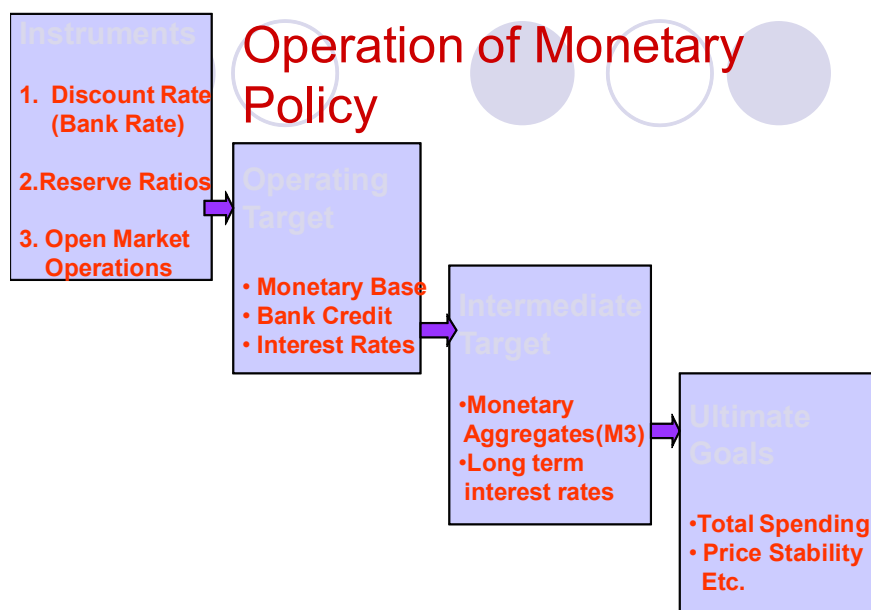 Operation of Monetary
Policy
Instruments
1. Discount Rate
(Bank Rate)
2.Reserve Ratios
3. Open Market
Operations
Operating
Target
• Monetary Base
• Bank Credit
• Interest Rates
Intermediate
Target
•Monetary
Aggregates(M3)
•Long term
interest rates
Ultimate
Goals
•Total Spending
• Price Stability
Etc.